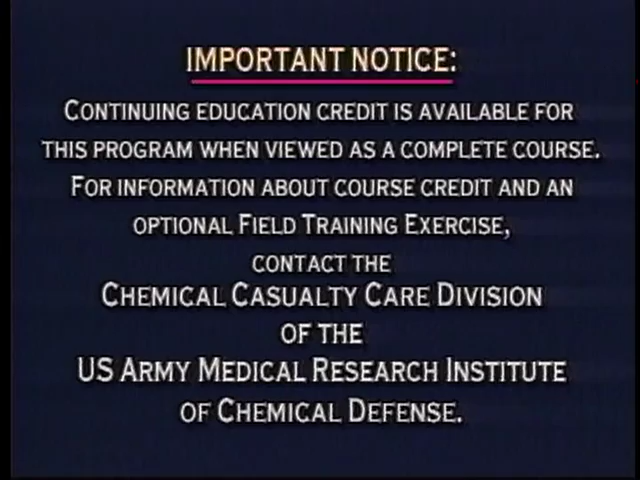 IMPORTANT NOTICE:
CONTINUING EDUCATION CREDIT IS AVAILABLE FOR
THIS PROGRAM WHEN VIEWED AS A COMPLETE COURSE.
FOR INFORMATION ABOUT COURSE CREDIT AND AN
OPTIONAL FIELD TRAINING EXERCISE,
CONTACT THE
CHEMICAL CASUALTY CARE DIVISION
OF THE
US ARMY MEDICAL RESEARCH INSTITUTE
OF CHEMICAL DEFENSE.